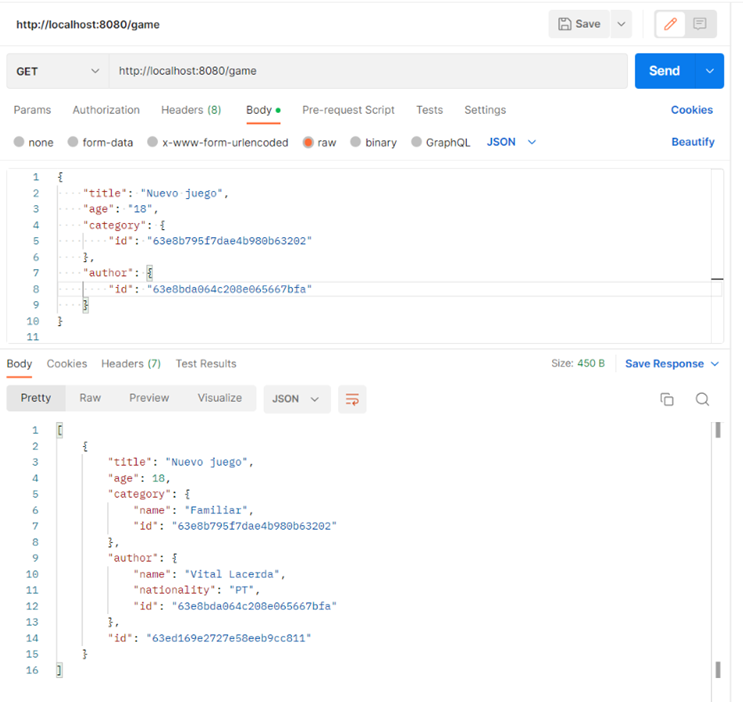 http://localhost:8080/game
Save
GET http://localhost:8080/game Send
Params Authorization Headers (8) Body Pre-request Script Tests Settings Cookies
none form-data x-www-form-urlencoded raw binary GraphQL JSON Beautify
1 {
2 "title": "Nuevo juego",
3 "age": "18",
4 "category": {
5 "id": "63e8b795f7dae4b980b63202"
6 },
7 "author": {
8 "id": "63e8bda064c208e065667bfa"
9 }
10 }
11
Body Cookies Headers (7) Test Results Size: 450 B Save Response
Pretty Raw Preview Visualize JSON
1 [
2 {
3 "title": "Nuevo juego",
4 "age": 18,
5 "category": {
6 "name": "Familiar",
7 "id": "63e8b795f7dae4b980b63202"
8 },
9 "author": {
10 "name": "Vital Lacerda",
11 "nationality": "PT",
12 "id": "63e8bda064c208e065667bfa"
13 },
14 "id": "63ed169e2727e58eeb9cc811"
15 }
16 ]